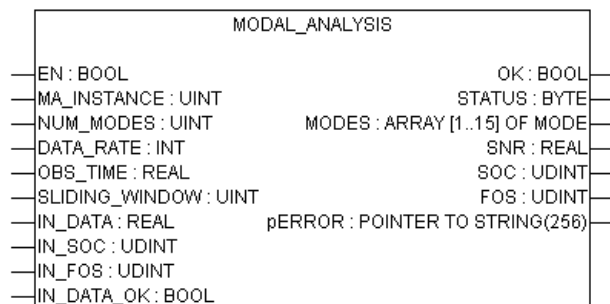 MODAL_ANALYSIS
EN : BOOL OK : BOOL
MA_INSTANCE : UINT STATUS : BYTE
NUM_MODES : UINT MODES : ARRAY [1..15] OF MODE
DATA_RATE : INT SNR : REAL
OBS_TIME : REAL SOC : UDINT
SLIDING_WINDOW : UINT FOS : UDINT
IN_DATA : REAL pERROR : POINTER TO STRING(256)
IN_SOC : UDINT
IN_FOS : UDINT
IN_DATA_OK : BOOL